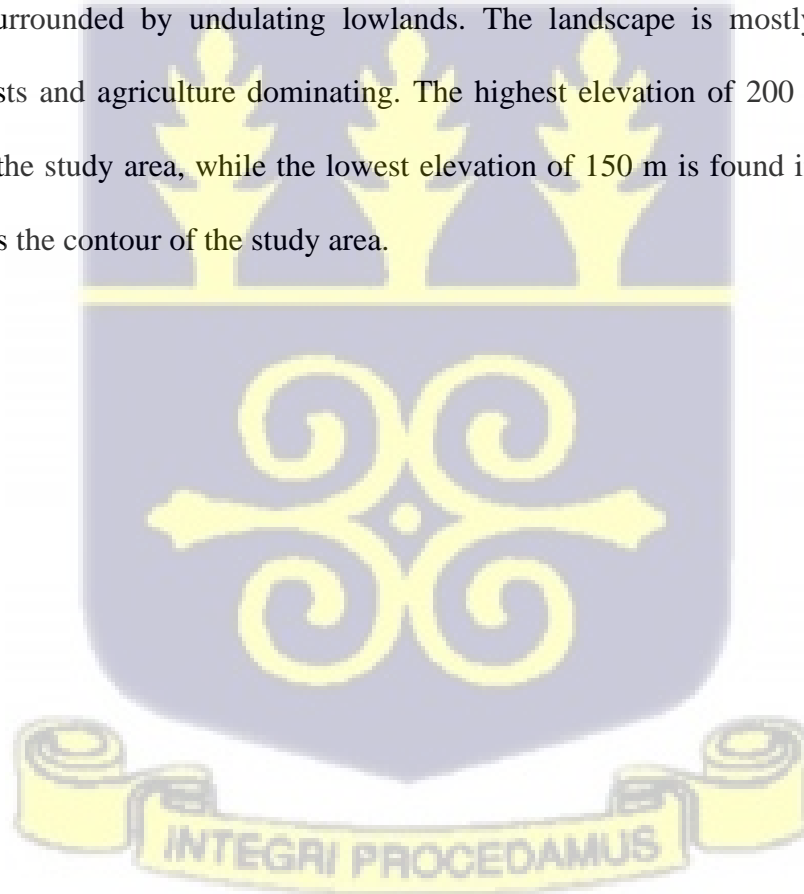 urrounded by undulating lowlands. The landscape is mostly
sts and agriculture dominating. The highest elevation of 200
the study area, while the lowest elevation of 150 m is found i
s the contour of the study area.
INTEGRI PROCEDAMUS